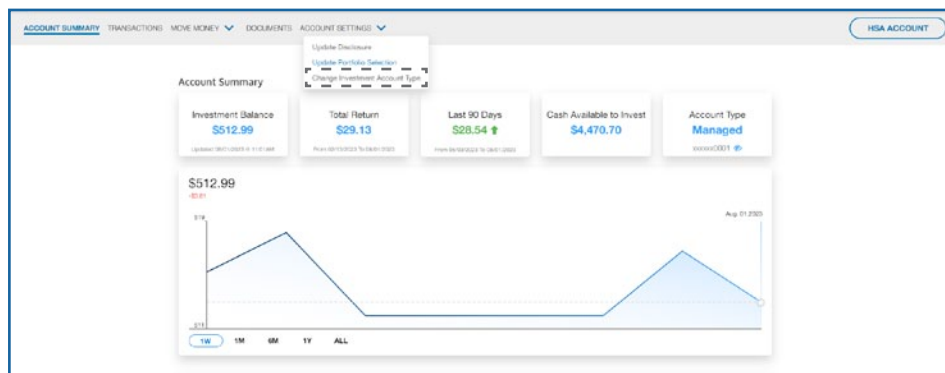 ACCOUNT SUMMARY TRANSACTIONS MOVE MONEY DOCUMENTS ACCOUNT SETTINGS HSA ACCOUNT
Update Disclosure
Update Portfolio Selection
Change Investment Account Type
Account Summary
Investment Balance
$512.99
Total Return
$29.13
Last 90 Days
$28.54
Cash Available to Invest
$4,470.70
Account Type
Managed
xxxxx0001
$512.99
Aug. 01,2023
1W 1M 6M 1Y ALL